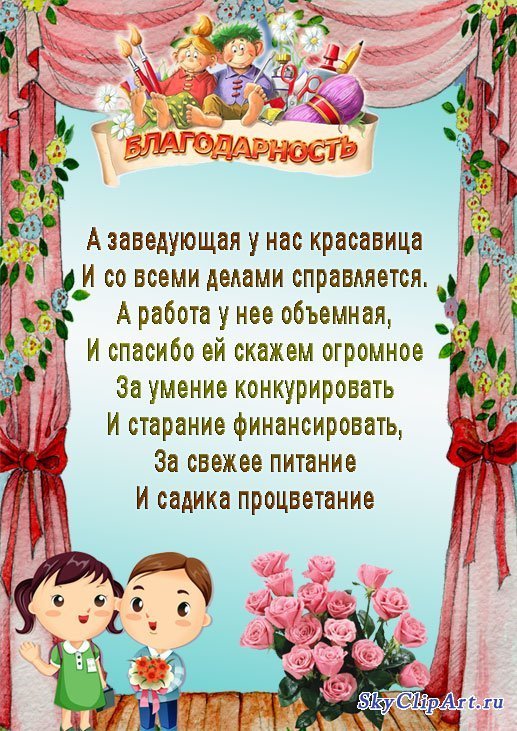 БЛАГОДАРНОСТЬ
А заведующая у нас красавица
И со всеми делами справляется.
А работа у нее объемная,
И спасибо ей скажем огромное
За умение конкурировать
И старание финансировать,
За свежее питание
И садика процветание
SkyClipArt.ru